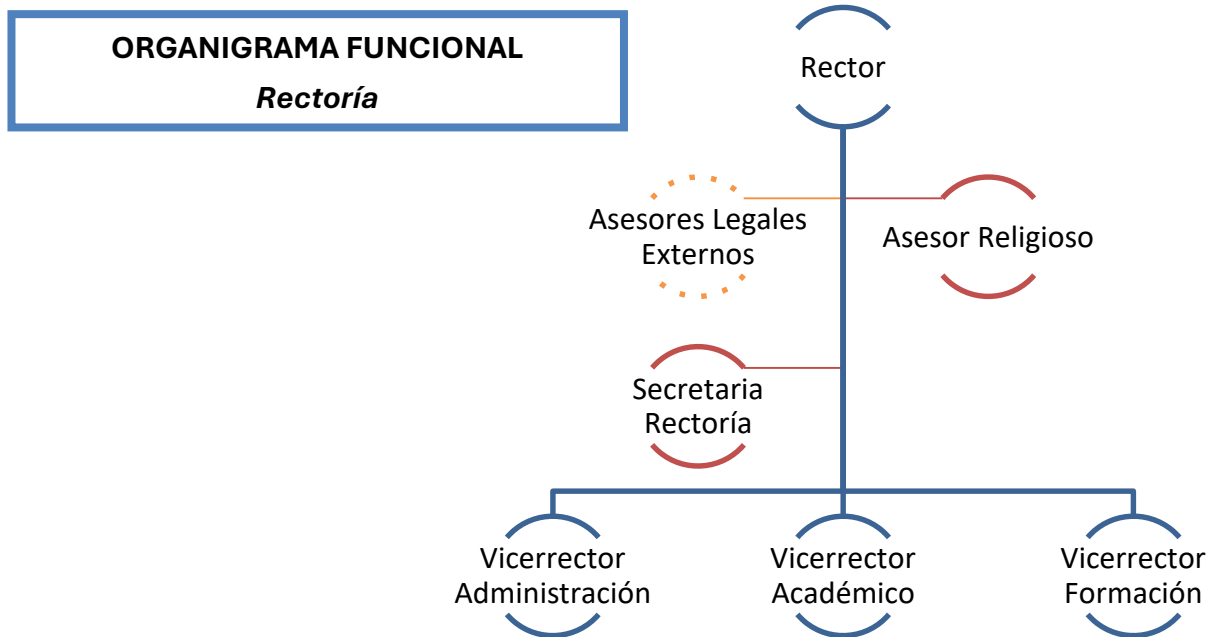 ORGANIGRAMA FUNCIONAL
Rectoría
Rector
Asesores Legales
Externos
Asesor Religioso
Secretaria
Rectoría
Vicerrector
Administración
Vicerrector
Académico
Vicerrector
Formación